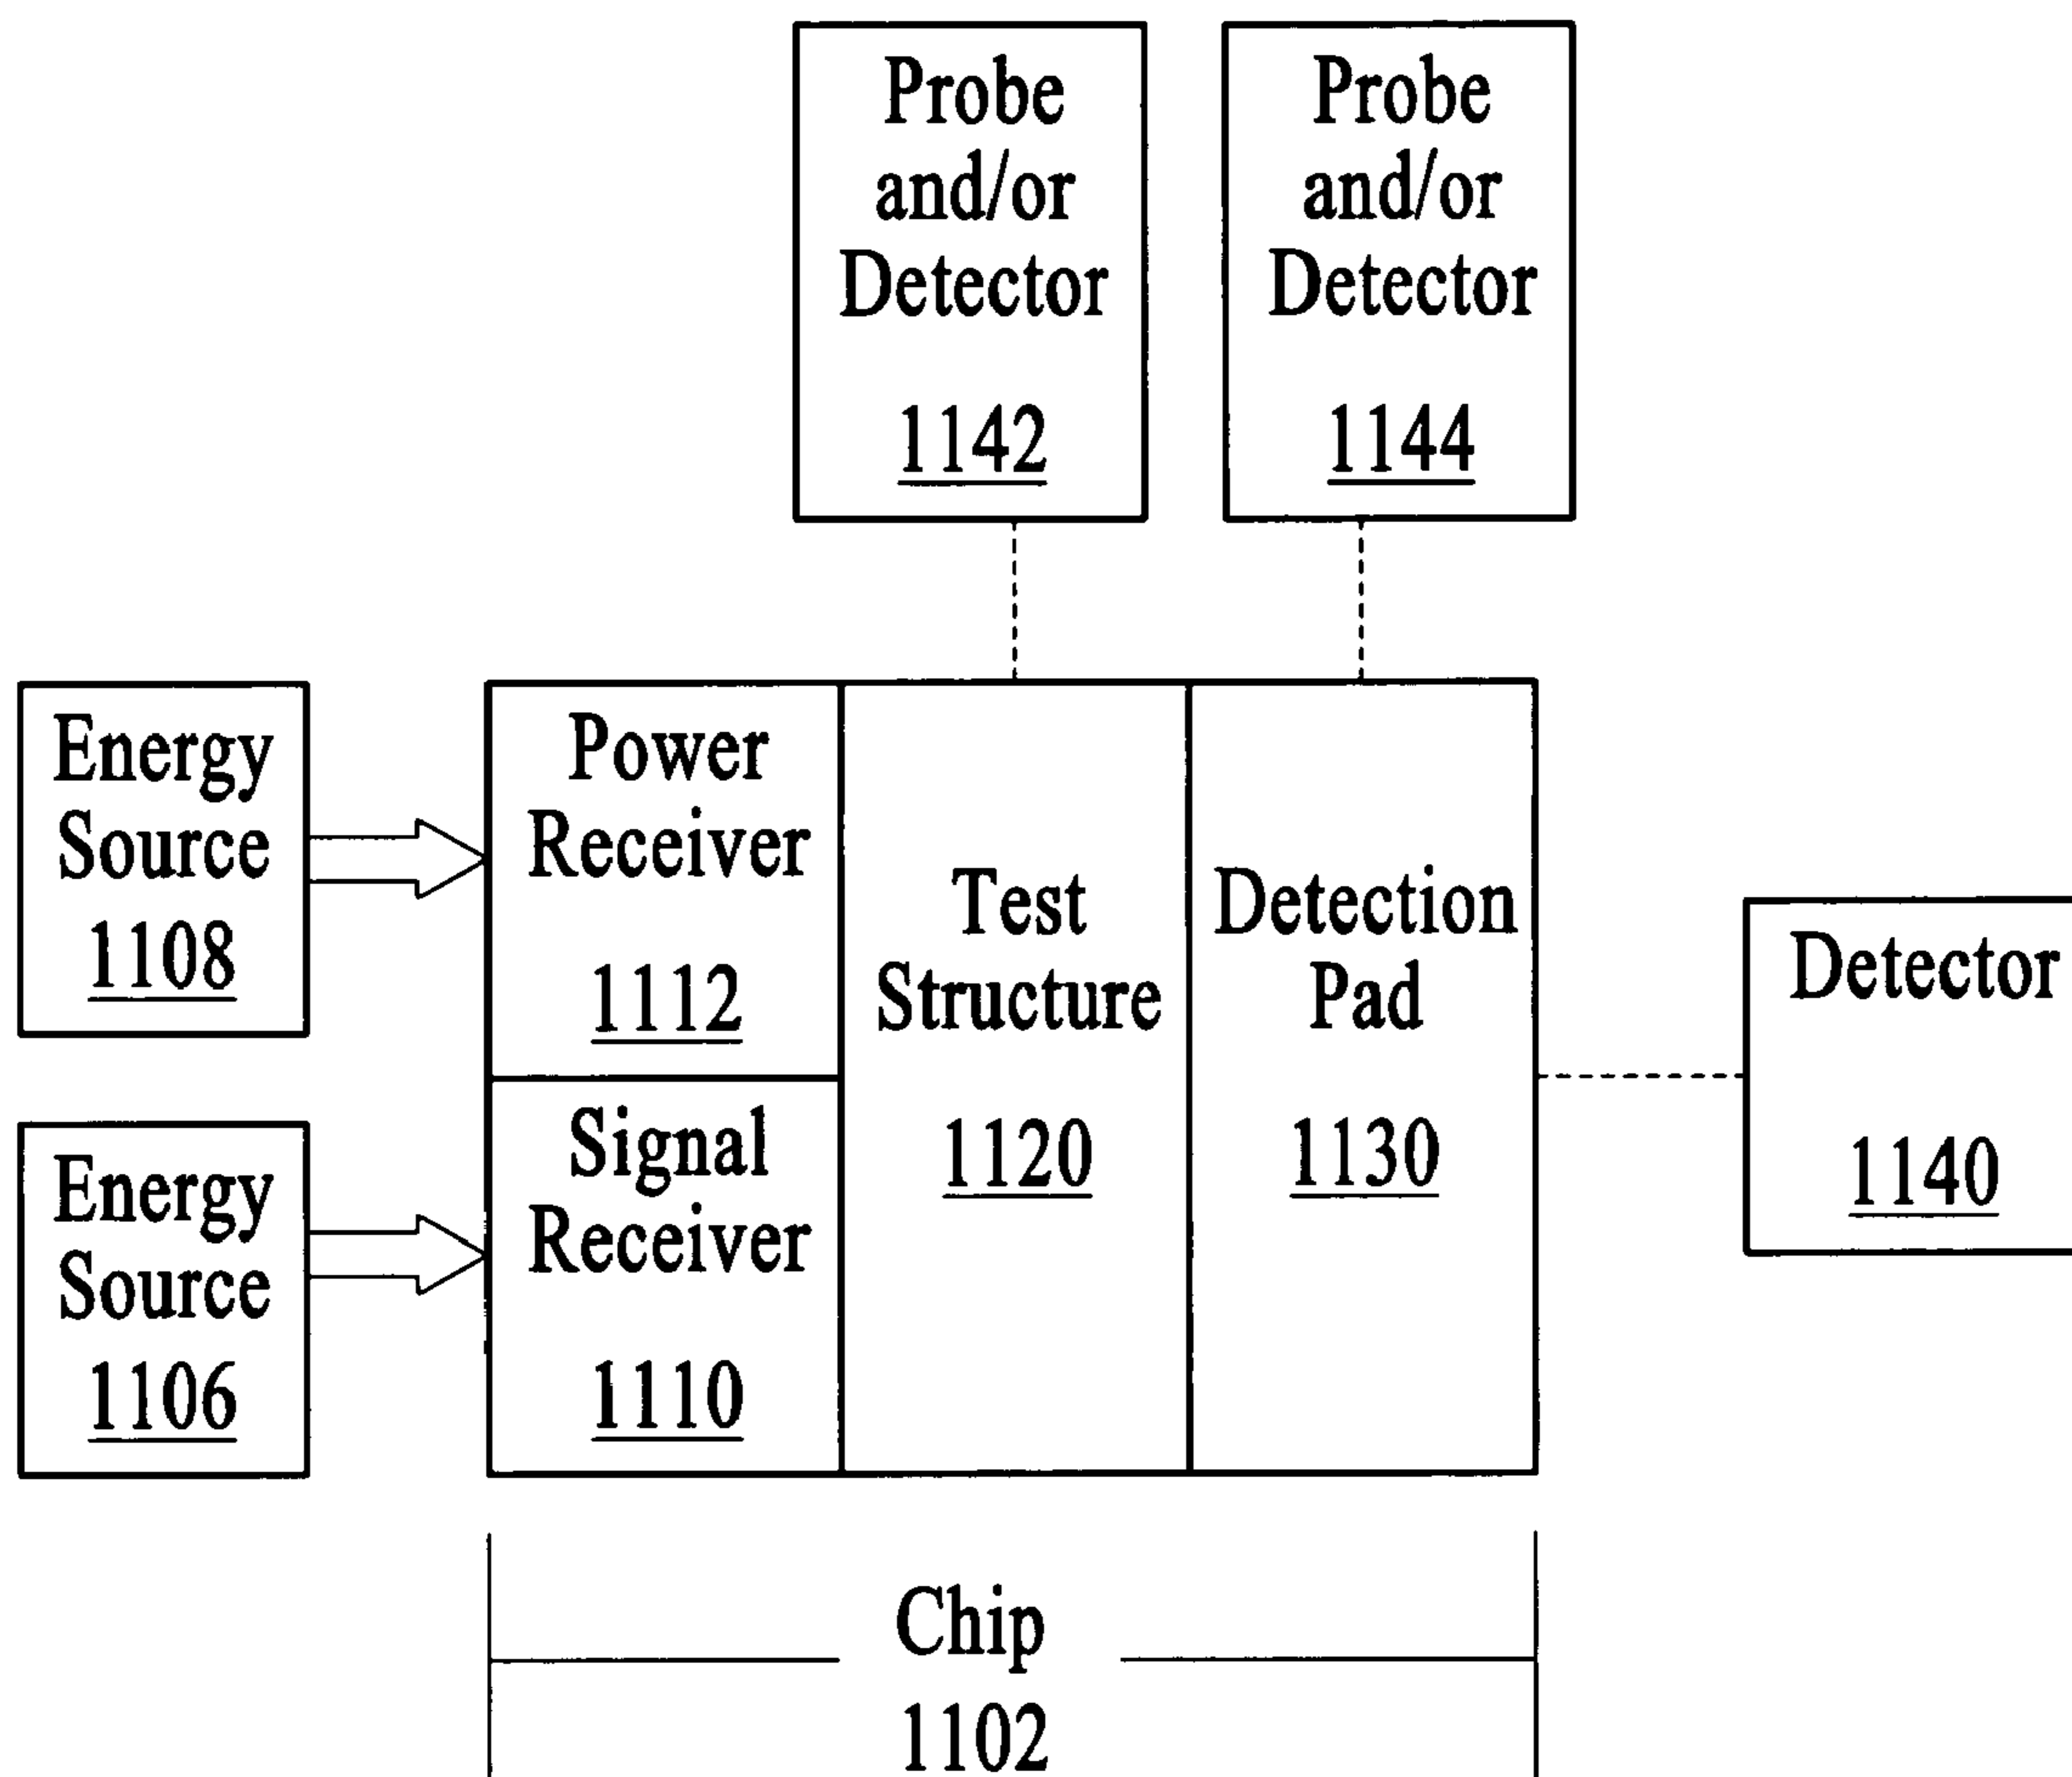 Probe
and/or
Detector
1142
Probe
and/or
Detector
1144
Energy
Source
1108
Power
Receiver
1112
Test
Structure
1120
Detection
Pad
1130
Detector
1140
Energy
Source
1106
Signal
Receiver
1110
Chip
1102